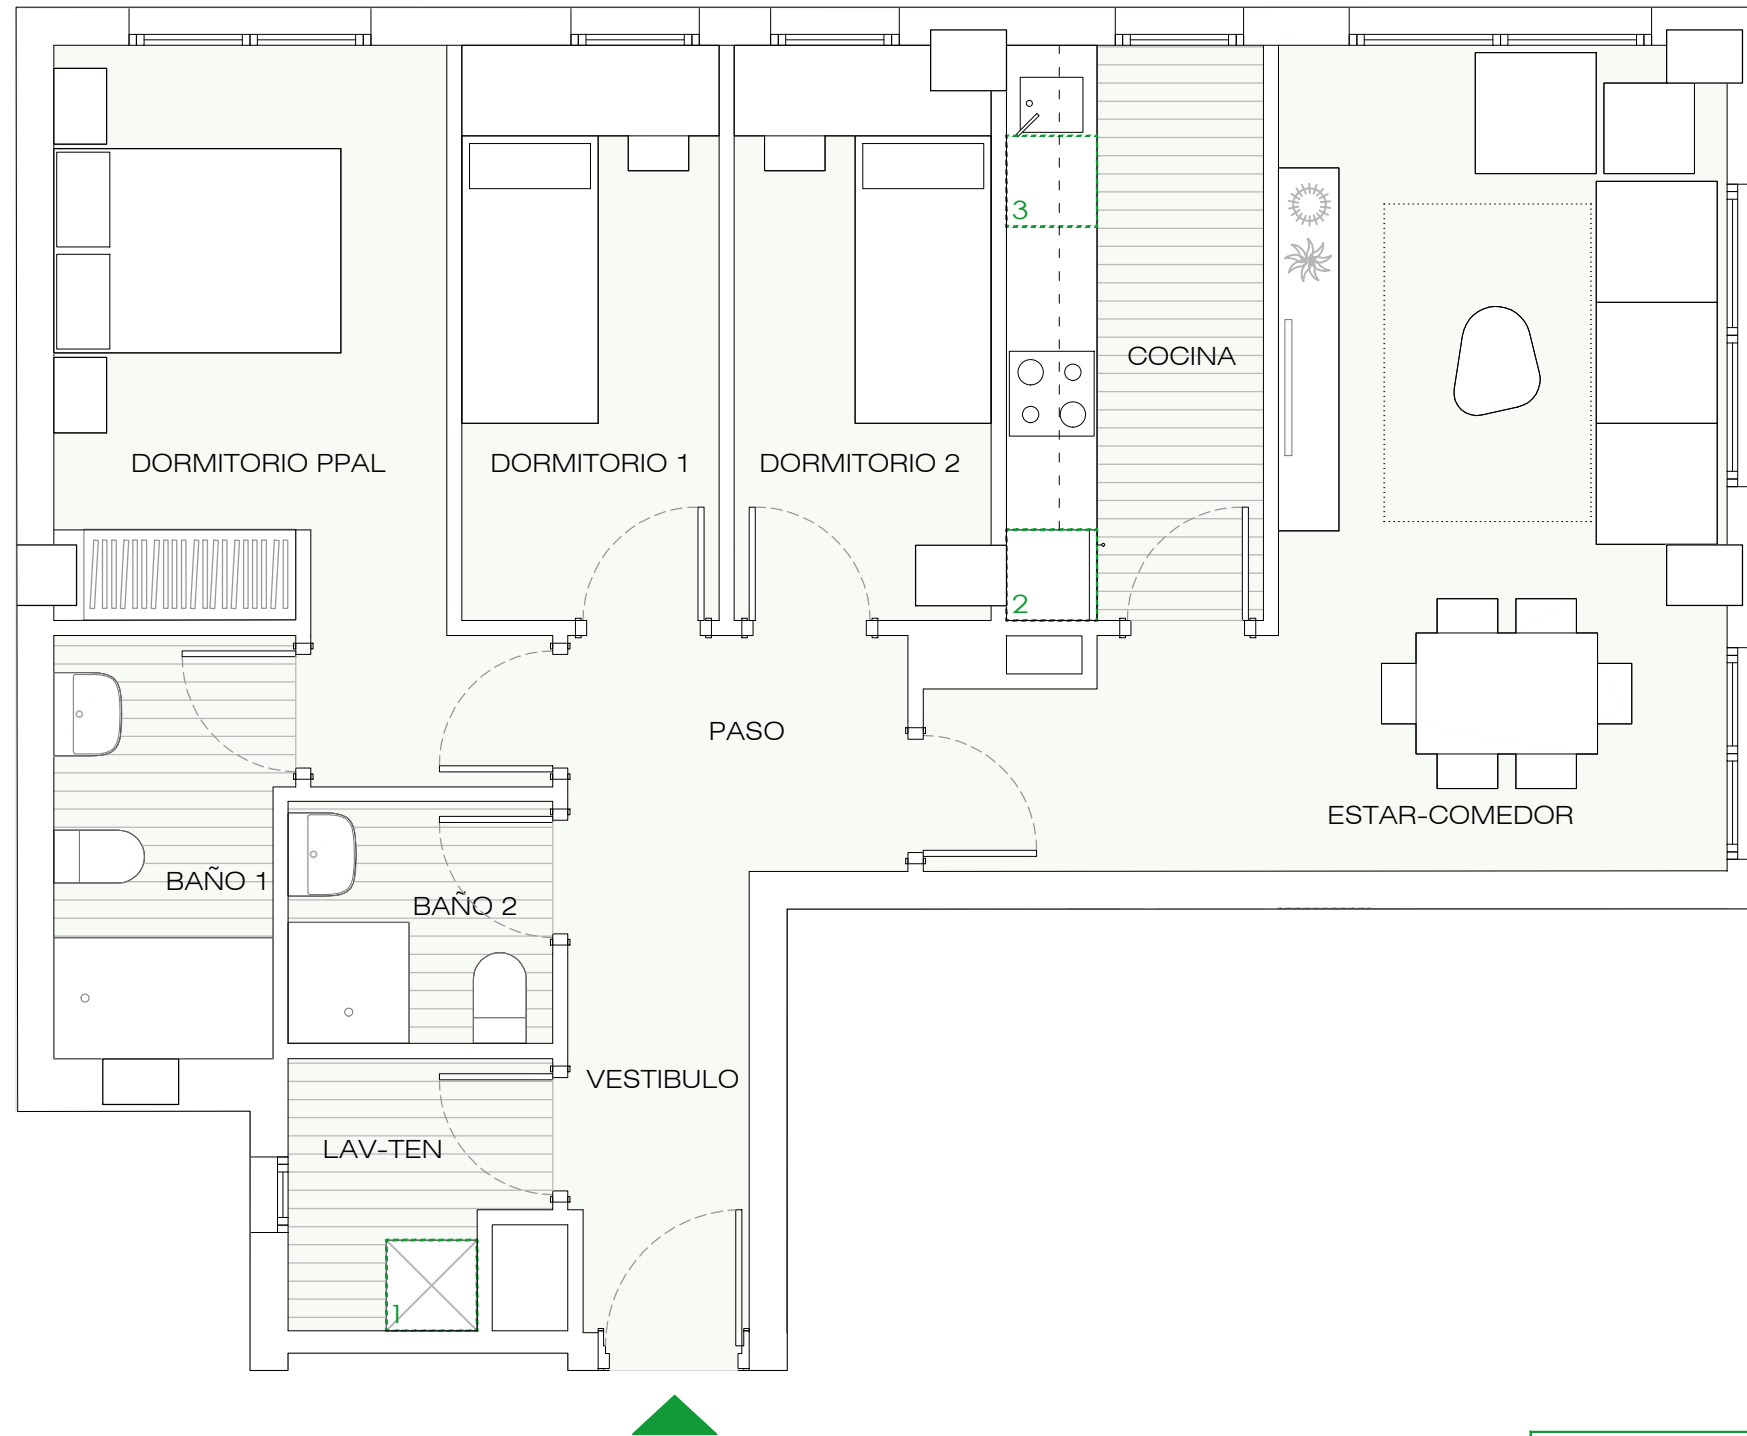 3
COCINA
DORMITORIO PPAL
DORMITORIO 1
DORMITORIO 2
2
PASO
ESTAR-COMEDOR
BAÑO 1
BAÑO 2
VESTIBULO
LAV-TEN
1